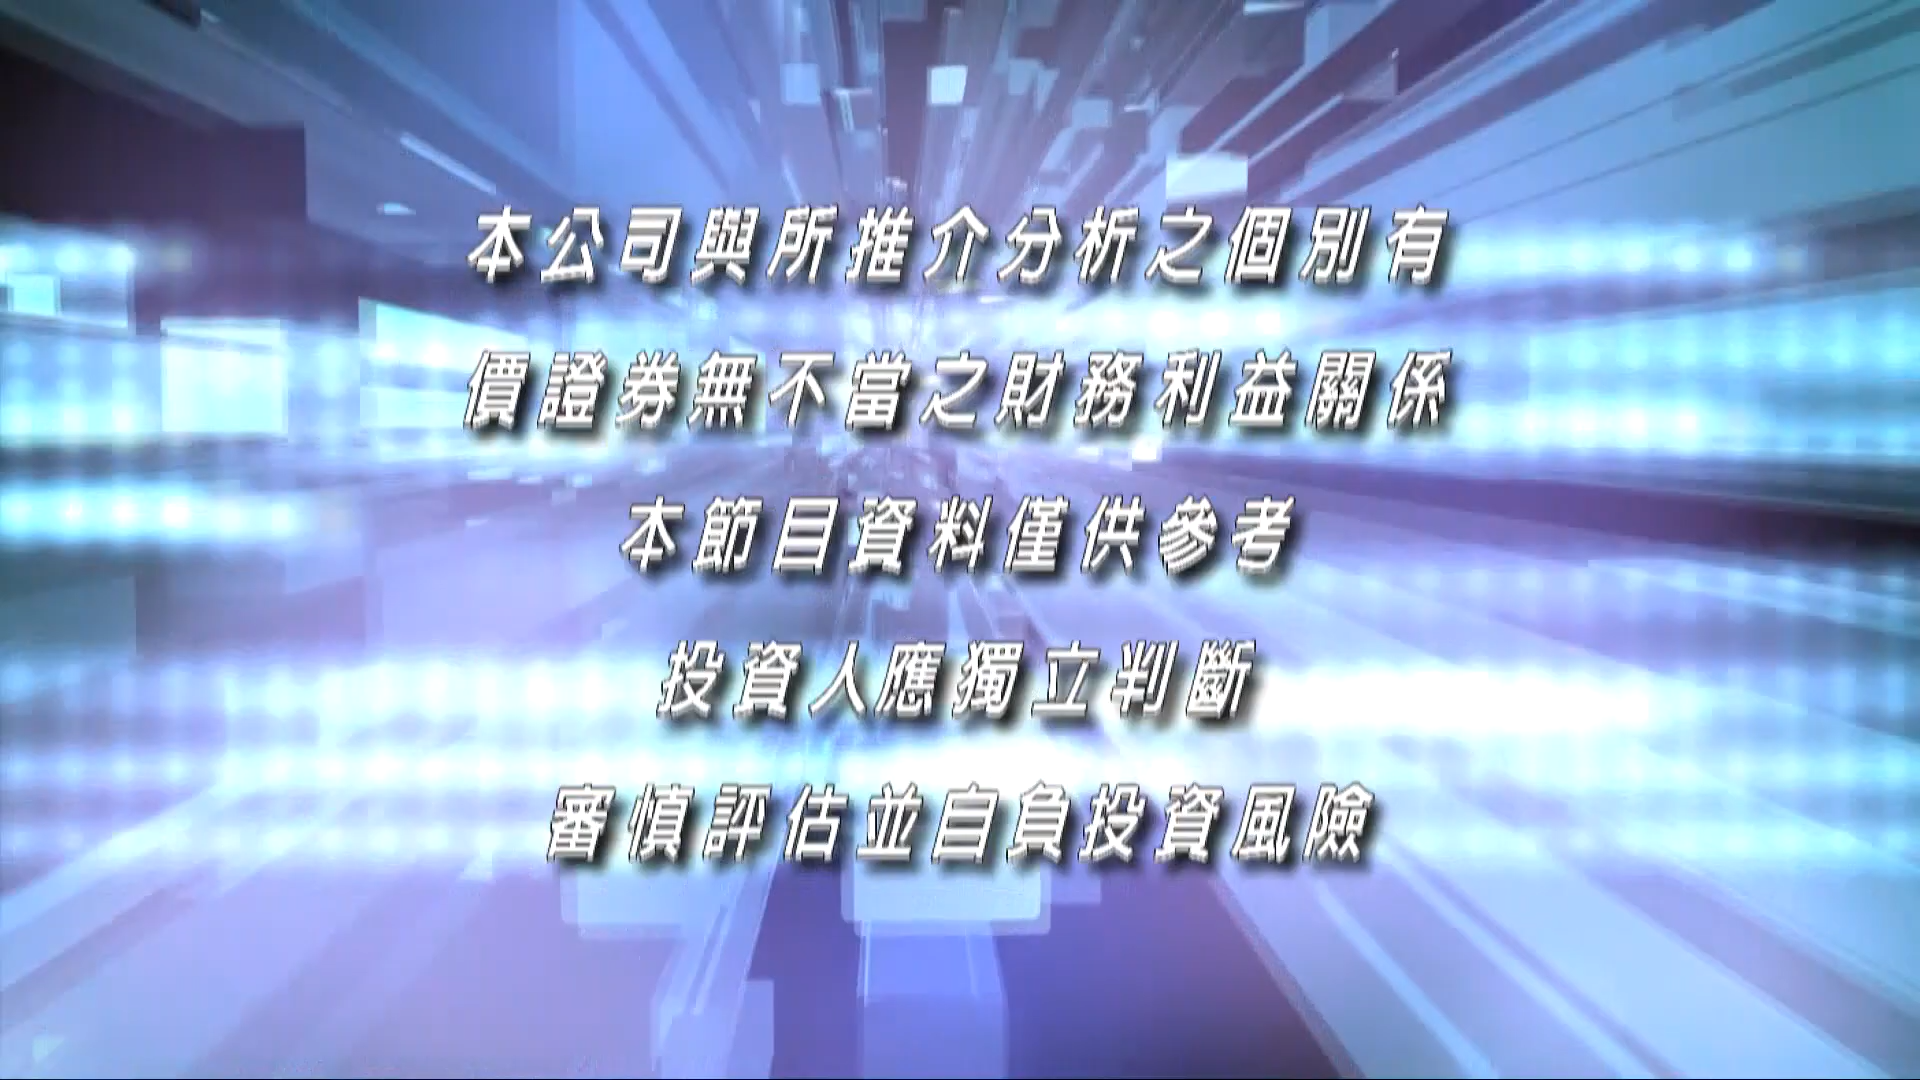 本公司與所推介分析之個別有
價證券無不當之財務利益關係
本節目資料僅供參考
投資人應獨立判斷
審慎評估並自負投資風險